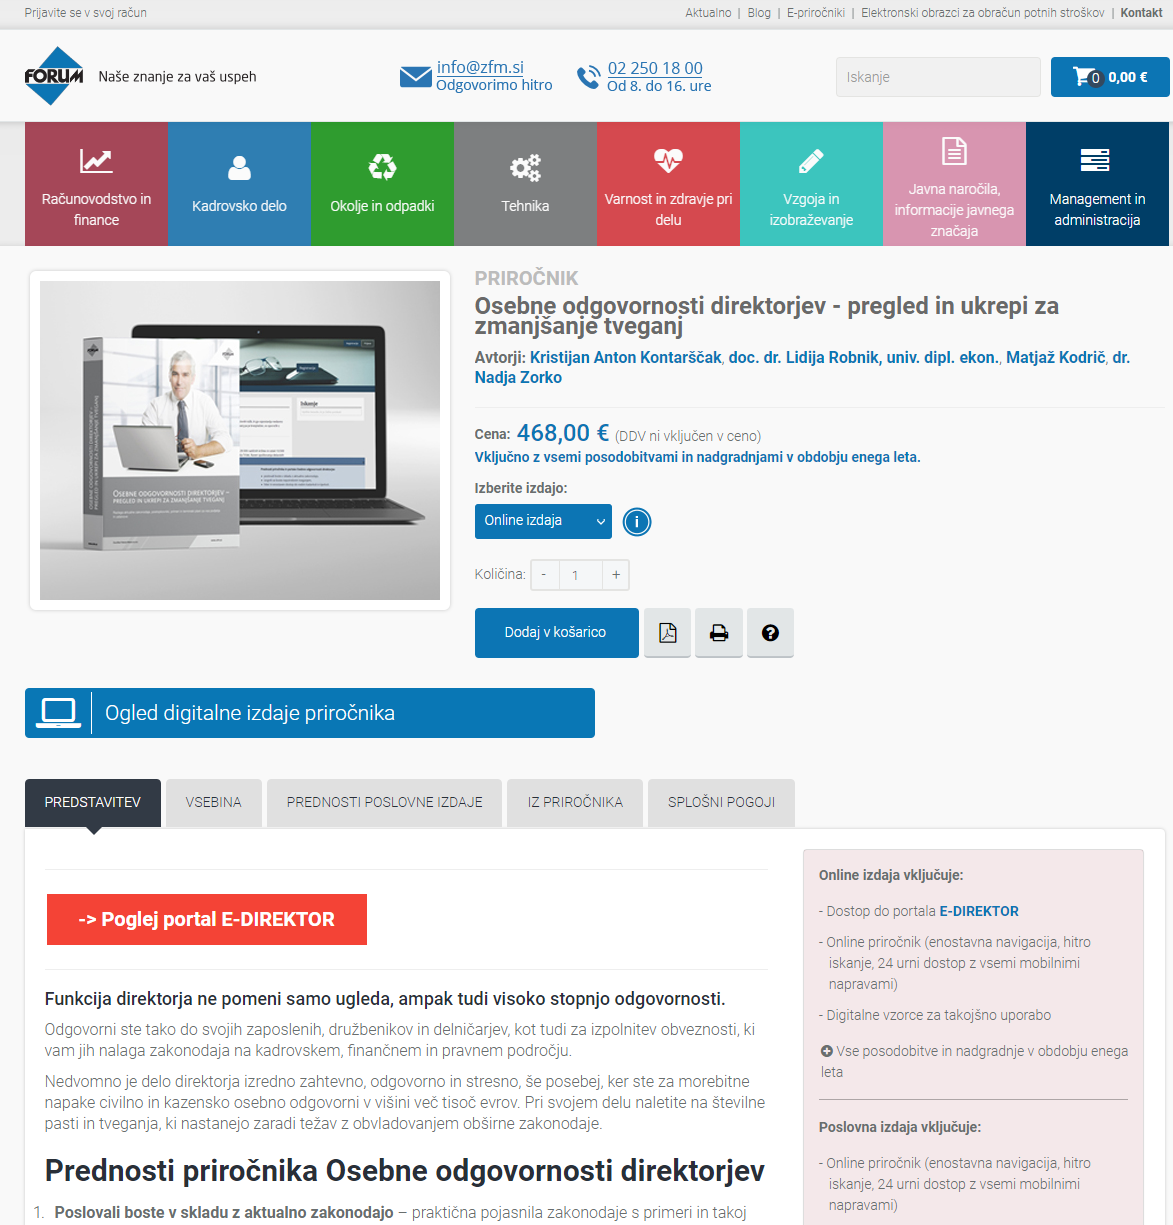 Prijavite se v svoj račun
Aktualno | Blog | E-priročniki | Elektronski obrazci za obračun potnih stroškov | Kontakt
FORUM
Naše znanje za vaš uspeh
info@zfm.si
Odgovorimo hitro
02 250 18 00
Od 8. do 16. ure
Iskanje
0 0,00 €
Računovodstvo in
finance
Kadrovsko delo
Okolje in odpadki
Tehnika
Varnost in zdravje pri
delu
Vzgoja in
izobraževanje
Javna naročila,
informacije javnega
značaja
Management in
administracija
OSEBNE ODGOVORNOSTI DIREKTORJEV –
PREGLED IN UKREPI ZA ZMANJŠANJE TVEGANJ
Iskanje
PRIROČNIK
Osebne odgovornosti direktorjev - pregled in ukrepi za
zmanjšanje tveganj
Avtorji: Kristijan Anton Kontarščak, doc. dr. Lidija Robnik, univ. dipl. ekon., Matjaž Kodrič, dr.
Nadja Zorko
Cena: 468,00 € (DDV ni vključen v ceno)
Vključno z vsemi posodobitvami in nadgradnjami v obdobju enega leta.
Izberite izdajo:
Online izdaja
i
Količina: - 1 +
Dodaj v košarico
?
Ogled digitalne izdaje priročnika
PREDSTAVITEV
VSEBINA
PREDNOSTI POSLOVNE IZDAJE
IZ PRIROČNIKA
SPLOŠNI POGOJI
-> Poglej portal E-DIREKTOR
Funkcija direktorja ne pomeni samo ugleda, ampak tudi visoko stopnjo odgovornosti.
Odgovorni ste tako do svojih zaposlenih, družbenikov in delničarjev, kot tudi za izpolnitev obveznosti, ki
vam jih nalaga zakonodaja na kadrovskem, finančnem in pravnem področju.
Nedvomno je delo direktorja izredno zahtevno, odgovorno in stresno, še posebej, ker ste za morebitne
napake civilno in kazensko osebno odgovorni v višini več tisoč evrov. Pri svojem delu naletite na številne
pasti in tveganja, ki nastanejo zaradi težav z obvladovanjem obširne zakonodaje.
Prednosti priročnika Osebne odgovornosti direktorjev
1. Poslovali boste v skladu z aktualno zakonodajo – praktična pojasnila zakonodaje s primeri in takoj
Online izdaja vključuje:
- Dostop do portala E-DIREKTOR
- Online priročnik (enostavna navigacija, hitro
iskanje, 24 urni dostop z vsemi mobilnimi
napravami)
- Digitalne vzorce za takojšno uporabo
Vse posodobitve in nadgradnje v obdobju enega
leta
Poslovna izdaja vključuje:
- Online priročnik (enostavna navigacija, hitro
iskanje, 24 urni dostop z vsemi mobilnimi
napravami)